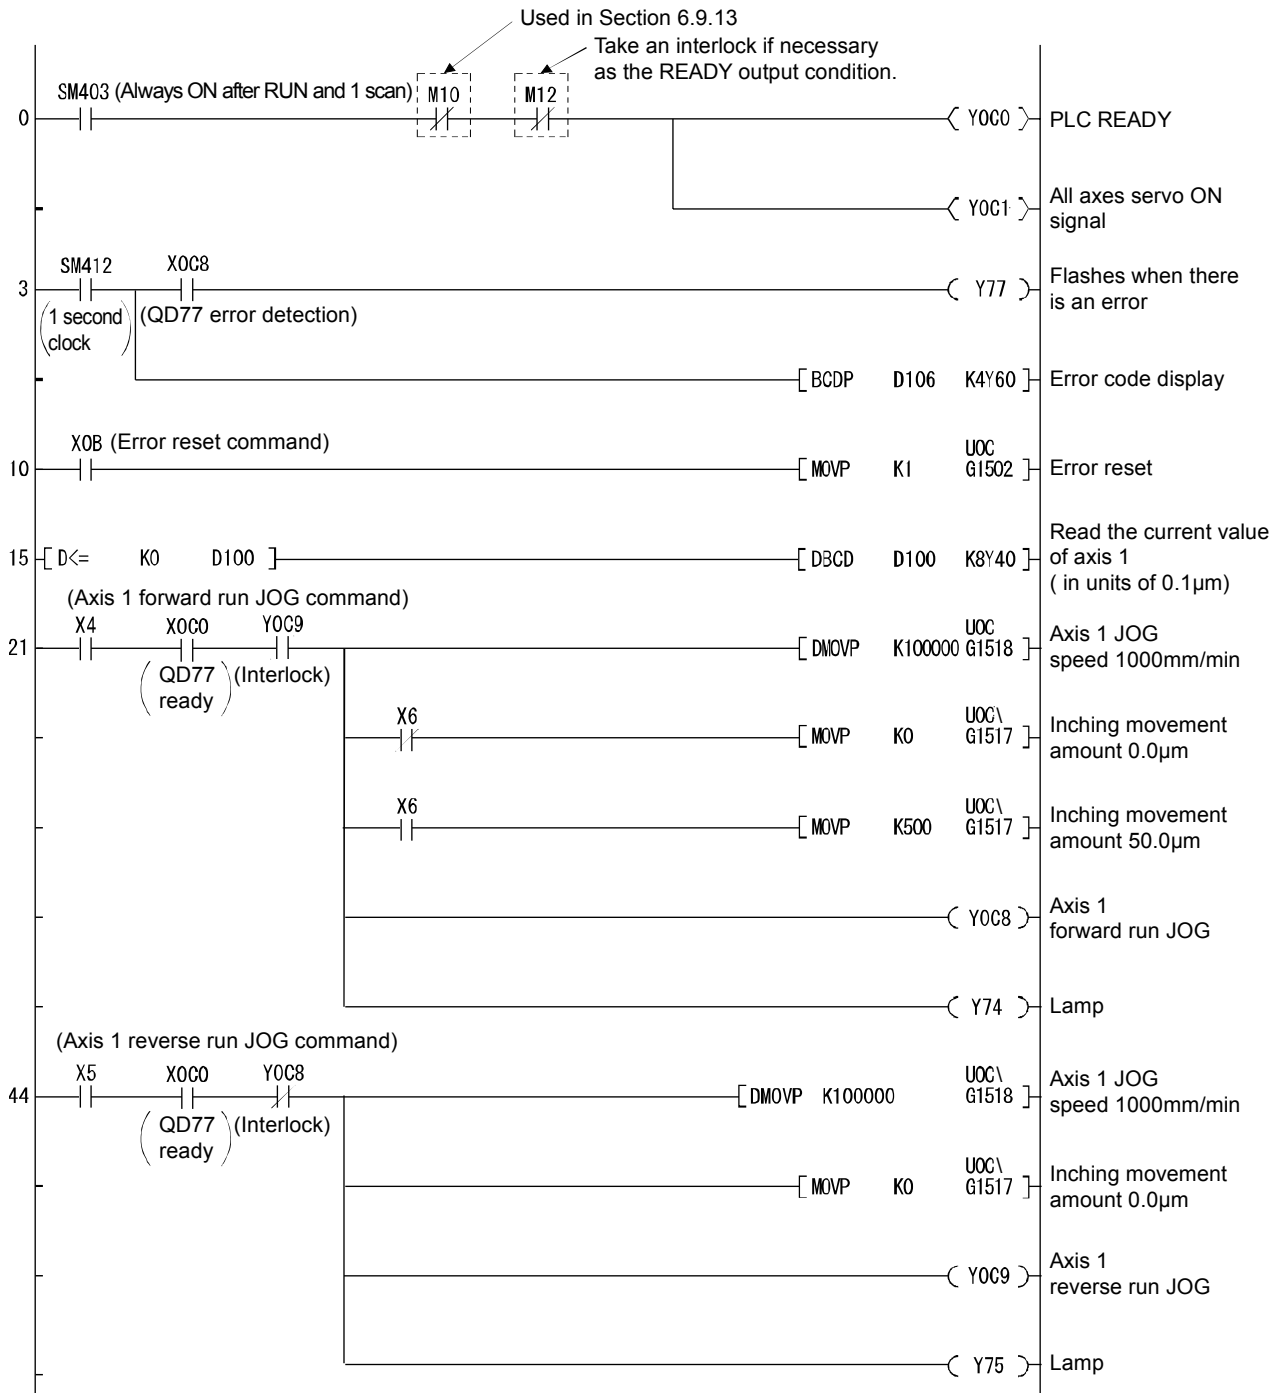 Used in Section 6.9.13
Take an interlock if necessary
as the READY output condition.
SM403 (Always ON after RUN and 1 scan) M10 M12
0 Y0C0 PLC READY
Y0C1 All axes servo ON
signal
SM412 X0C8
3 Y77 Flashes when there
is an error
1 second
clock
(QD77 error detection)
BCDP D106 K4Y60 Error code display
X0B (Error reset command)
10 MOVP K1 U0C G1502 Error reset
15 D<= K0 D100 DBCD D100 K8Y40 Read the current value
of axis 1
( in units of 0.1µm)
(Axis 1 forward run JOG command)
X4 X0C0 Y0C9
21 DMOVP K100000 U0C G1518 Axis 1 JOG
speed 1000mm/min
(QD77
ready)
(Interlock)
X6
MOVP K0 U0C\ G1517 Inching movement
amount 0.0µm
X6
MOVP K500 U0C\ G1517 Inching movement
amount 50.0µm
Y0C8 Axis 1
forward run JOG
Y74 Lamp
(Axis 1 reverse run JOG command)
X5 X0C0 Y0C8
44 DMOVP K100000 U0C\ G1518 Axis 1 JOG
speed 1000mm/min
(QD77
ready)
(Interlock)
MOVP K0 U0C\ G1517 Inching movement
amount 0.0µm
Y0C9 Axis 1
reverse run JOG
Y75 Lamp